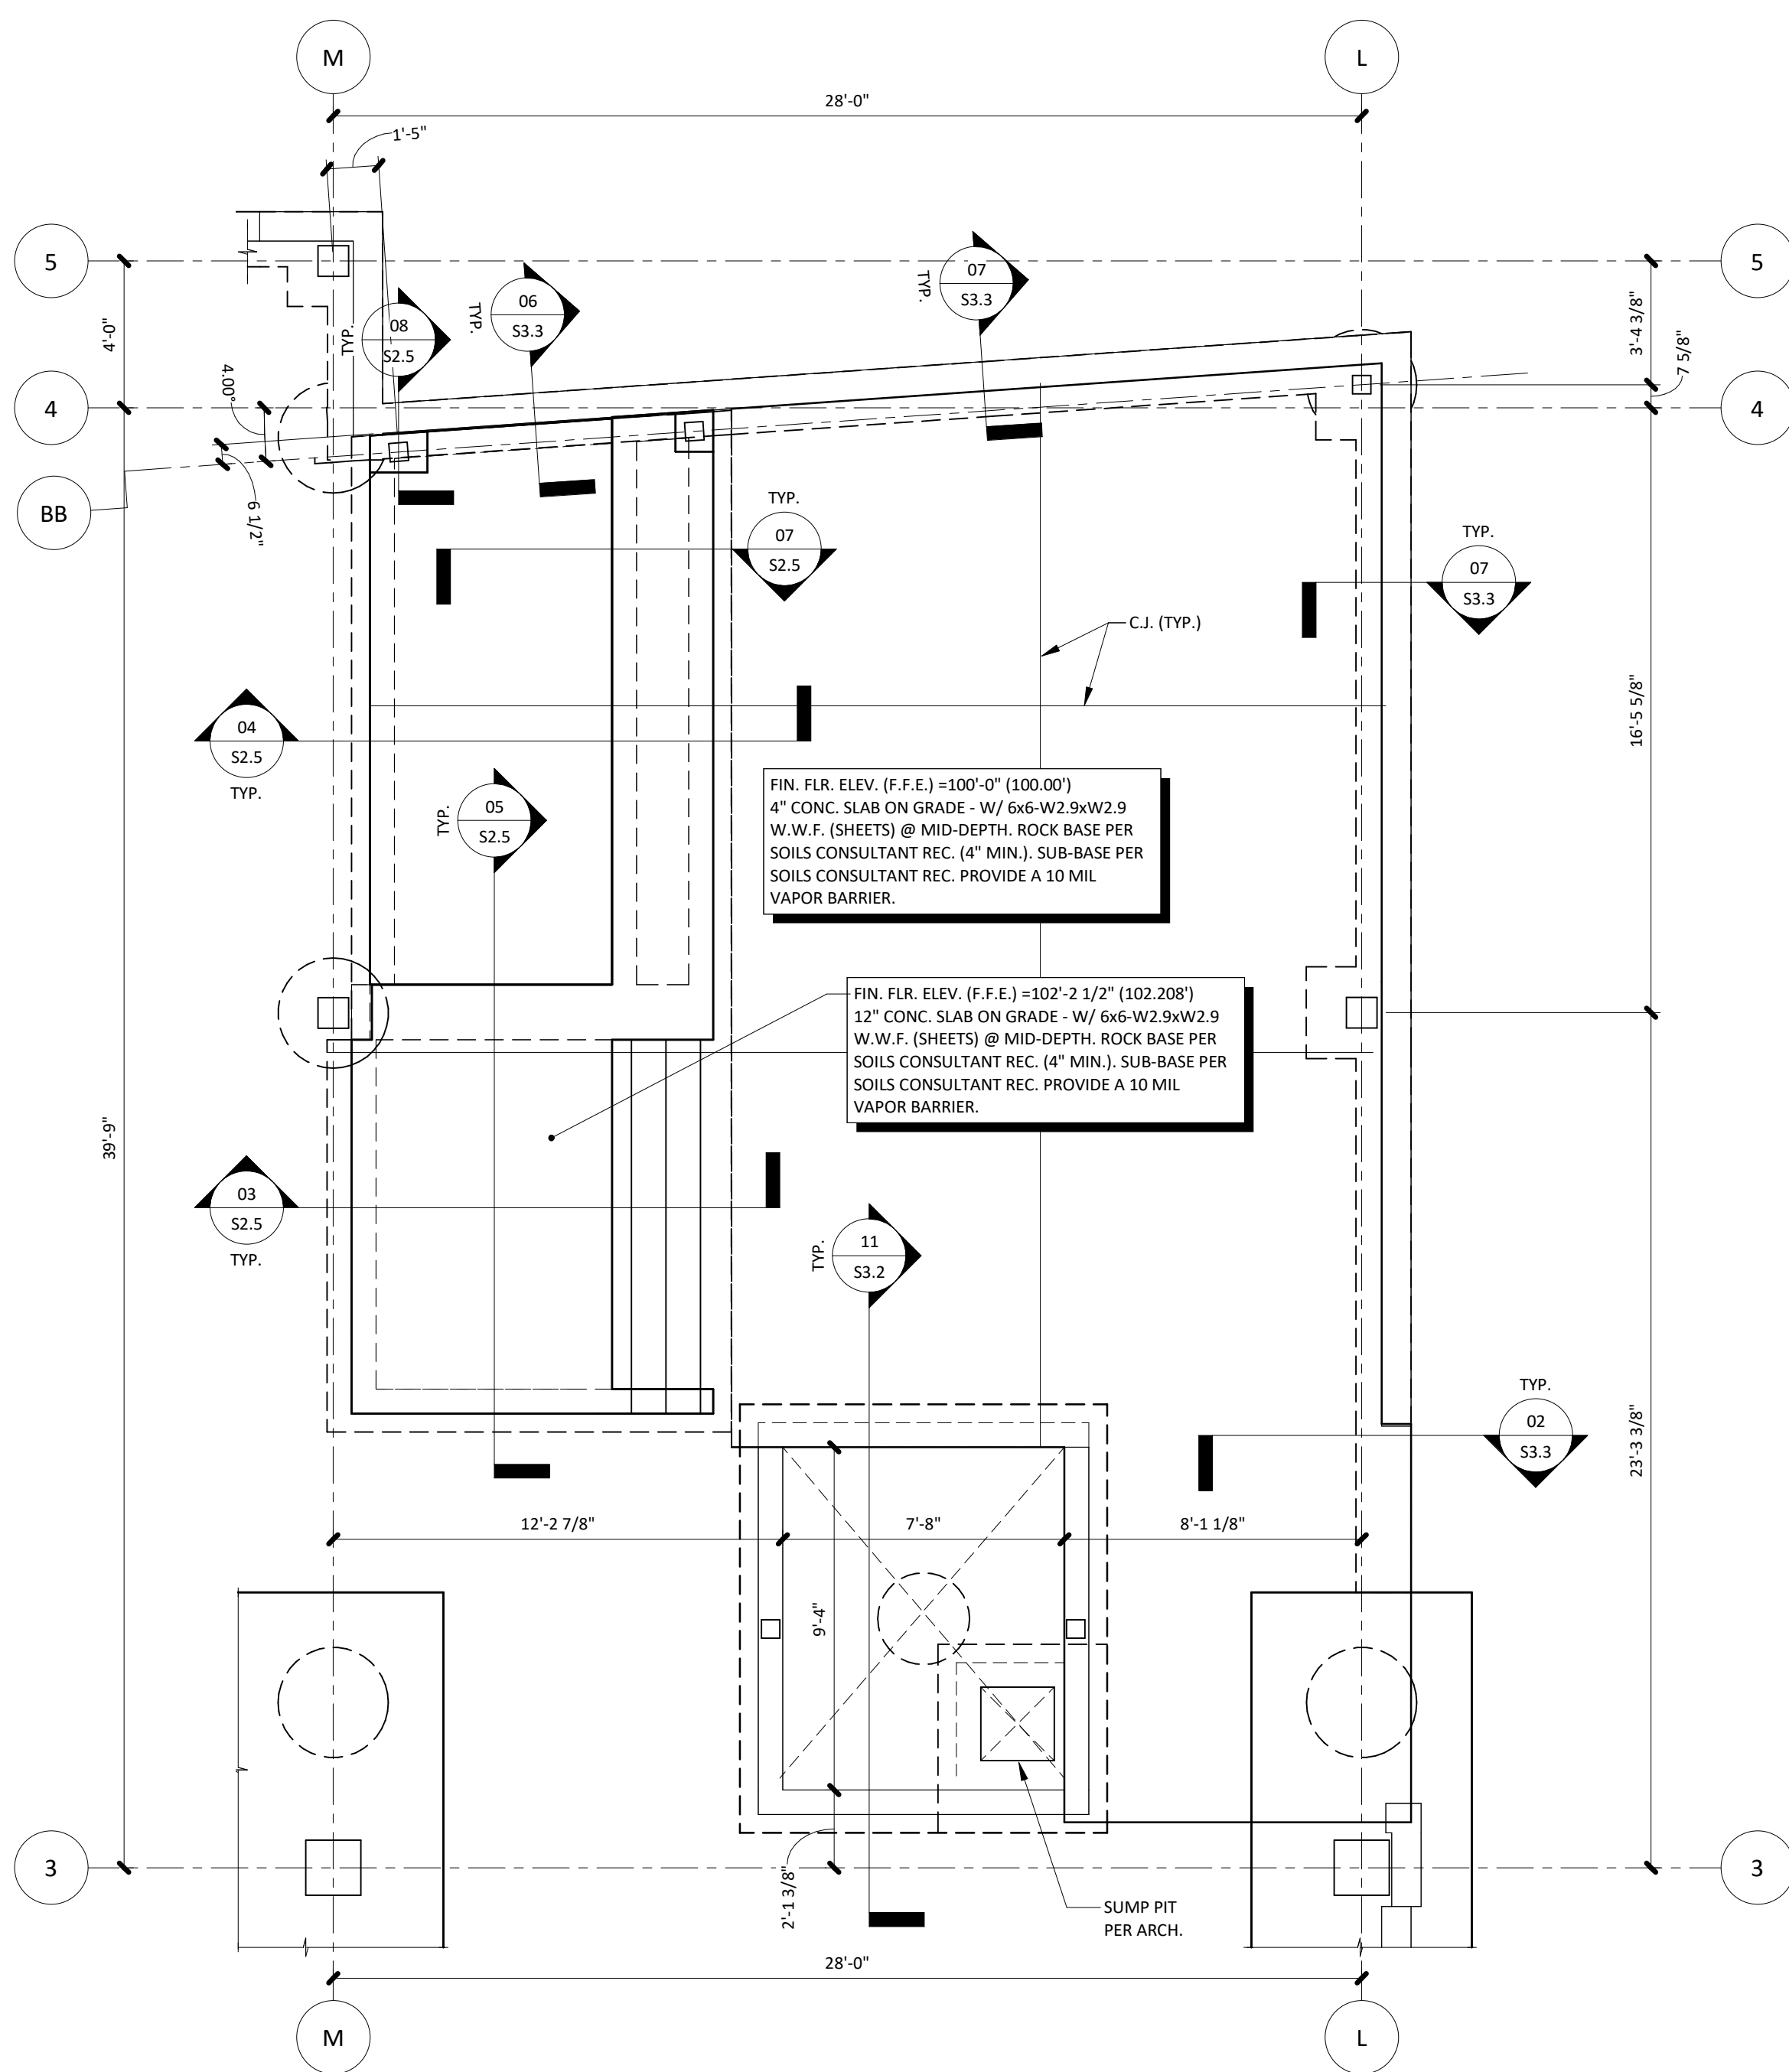 M
L
28'-0"
1'-5"
5
5
07
S3.3
TYP.
06
S3.3
TYP.
08
S2.5
TYP.
4'-0"
3'-4 3/8"
7 5/8"
4
4
4.00°
BB
6 1/2"
TYP.
07
S2.5
TYP.
07
S3.3
C.J. (TYP.)
04
S2.5
TYP.
16'-5 5/8"
05
S2.5
TYP.
FIN. FLR. ELEV. (F.F.E.) =100'-0" (100.00')
4" CONC. SLAB ON GRADE - W/ 6x6-W2.9xW2.9
W.W.F. (SHEETS) @ MID-DEPTH. ROCK BASE PER
SOILS CONSULTANT REC. (4" MIN.). SUB-BASE PER
SOILS CONSULTANT REC. PROVIDE A 10 MIL
VAPOR BARRIER.
FIN. FLR. ELEV. (F.F.E.) =102'-2 1/2" (102.208')
12" CONC. SLAB ON GRADE - W/ 6x6-W2.9xW2.9
W.W.F. (SHEETS) @ MID-DEPTH. ROCK BASE PER
SOILS CONSULTANT REC. (4" MIN.). SUB-BASE PER
SOILS CONSULTANT REC. PROVIDE A 10 MIL
VAPOR BARRIER.
39'-9"
03
S2.5
TYP.
11
S3.2
TYP.
TYP.
02
S3.3
23'-3 3/8"
12'-2 7/8"
7'-8"
8'-1 1/8"
9'-4"
3
3
2'-1 3/8"
SUMP PIT
PER ARCH.
28'-0"
M
L